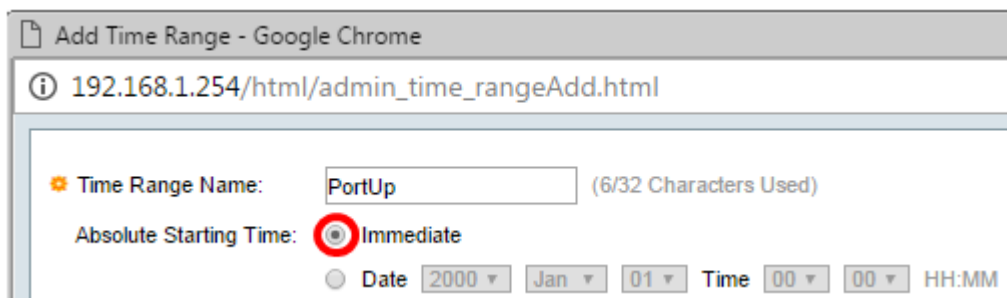 Add Time Range - Google Chrome
192.168.1.254/html/admin_time_rangeAdd.html
Time Range Name: PortUp (6/32 Characters Used)
Absolute Starting Time: Immediate
Date 2000 Jan 01 Time 00 00 HH:MM